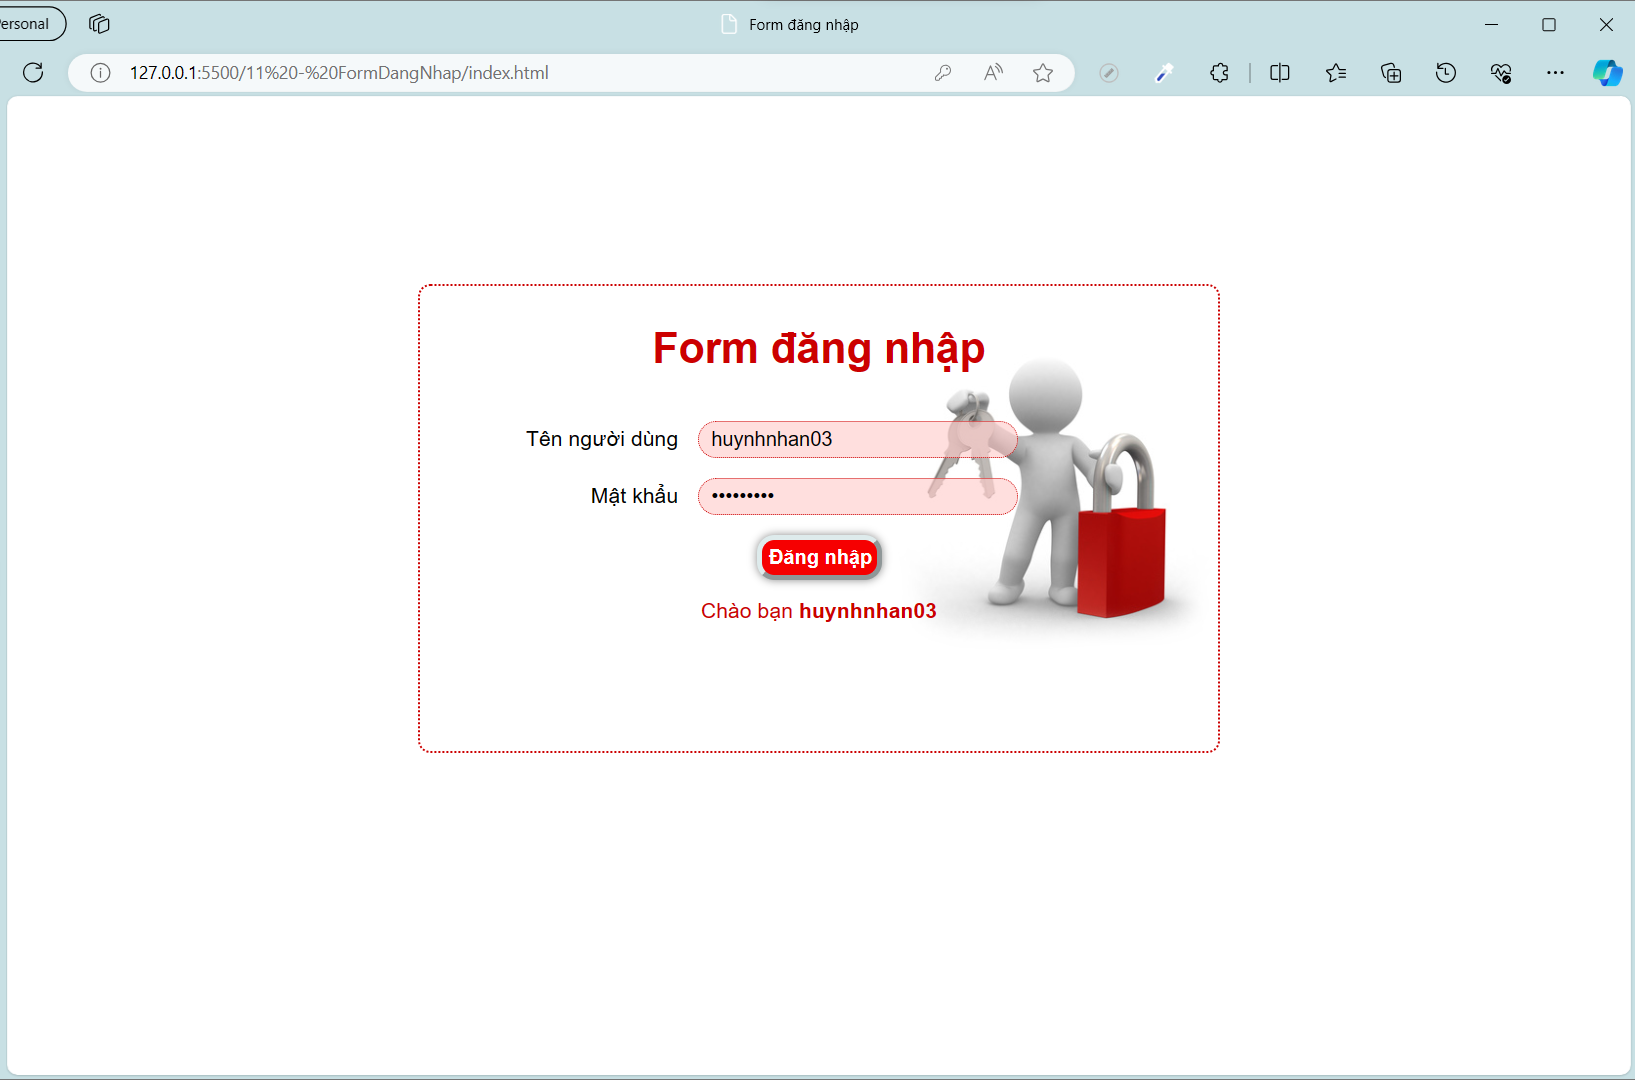 ersonal
Form đăng nhập
127.0.0.1:5500/11%20-%20FormDangNhap/index.html
Form đăng nhập
Tên người dùng huynhnhan03
Mật khẩu •••••••••
Đăng nhập
Chào bạn huynhnhan03